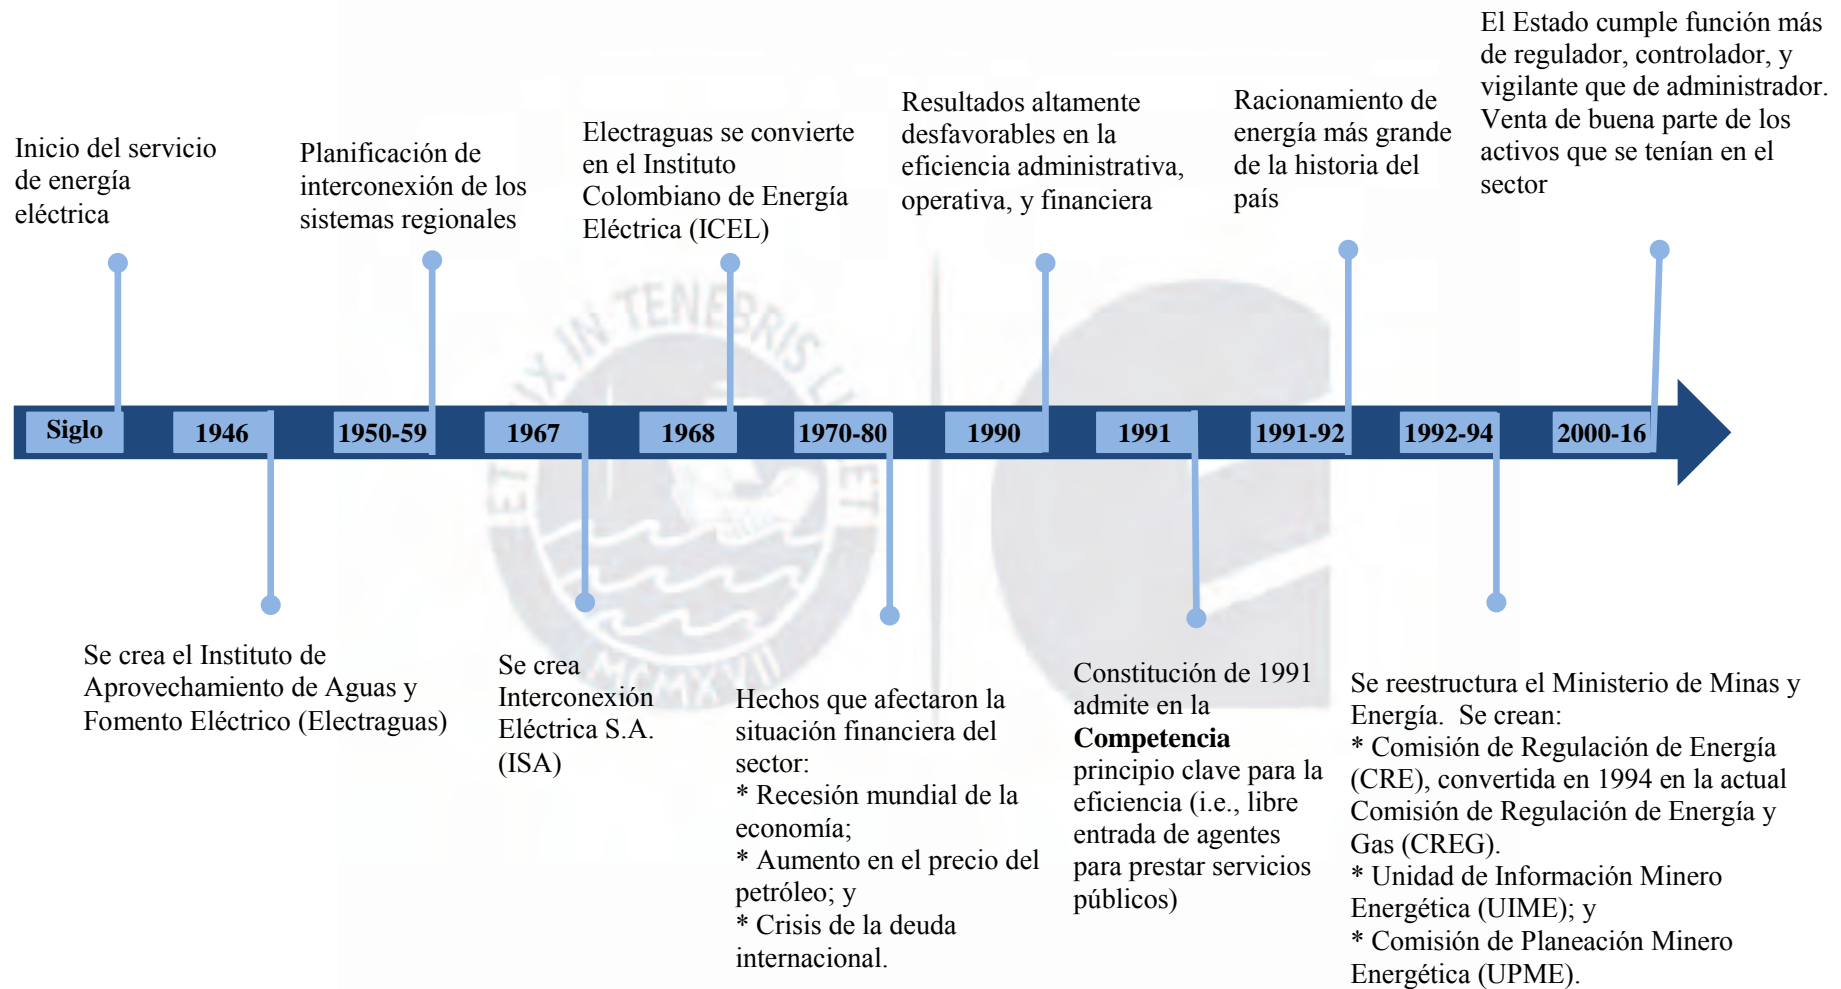 El Estado cumple función más
de regulador, controlador, y
vigilante que de administrador.
Venta de buena parte de los
activos que se tenían en el
sector
Racionamiento de
energía más grande
de la historia del
país
Resultados altamente
desfavorables en la
eficiencia administrativa,
operativa, y financiera
Electraguas se convierte
en el Instituto
Colombiano de Energía
Eléctrica (ICEL)
Planificación de
interconexión de los
sistemas regionales
Inicio del servicio
de energía
eléctrica
Siglo
1946
1950-59
1967
1968
1970-80
1990
1991
1991-92
1992-94
2000-16
Se crea el Instituto de
Aprovechamiento de Aguas y
Fomento Eléctrico (Electraguas)
Se crea
Interconexión
Eléctrica S.A.
(ISA)
Hechos que afectaron la
situación financiera del
sector:
* Recesión mundial de la
economía;
* Aumento en el precio del
petróleo; y
* Crisis de la deuda
internacional.
Constitución de 1991
admite en la
Competencia
principio clave para la
eficiencia (i.e., libre
entrada de agentes
para prestar servicios
públicos)
Se reestructura el Ministerio de Minas y
Energía. Se crean:
* Comisión de Regulación de Energía
(CRE), convertida en 1994 en la actual
Comisión de Regulación de Energía y
Gas (CREG).
* Unidad de Información Minero
Energética (UIME); y
* Comisión de Planeación Minero
Energética (UPME).
ET LUX IN TENEBRIS LUCET
MCMXVII